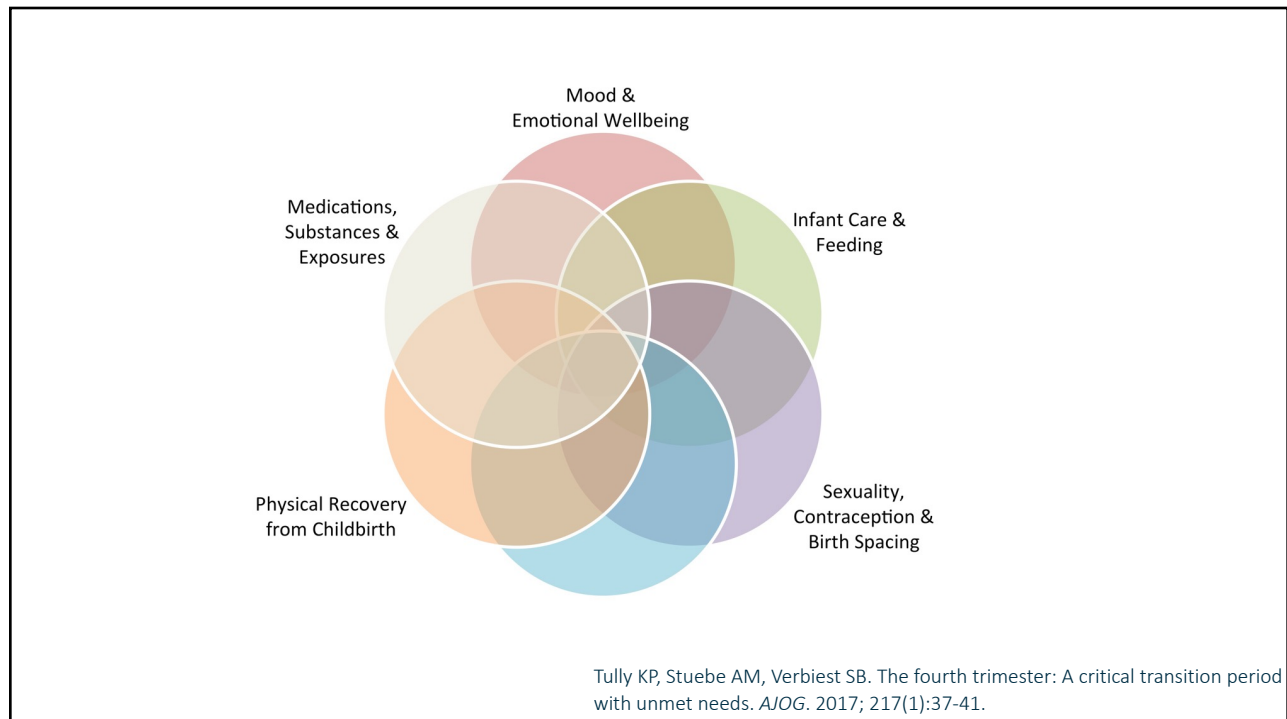 Mood &
Emotional Wellbeing
Medications,
Substances &
Exposures
Infant Care &
Feeding
Physical Recovery
from Childbirth
Sexuality,
Contraception &
Birth Spacing
Tully KP, Stuebe AM, Verbiest SB. The fourth trimester: A critical transition period
with unmet needs. AJOG. 2017; 217(1):37-41.